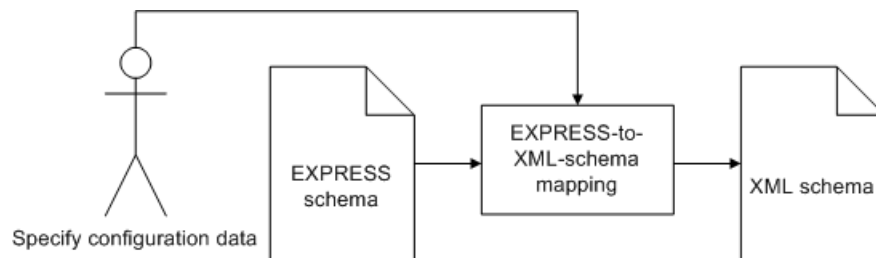 Specify configuration data
EXPRESS
schema
EXPRESS-to-
XML-schema
mapping
XML schema